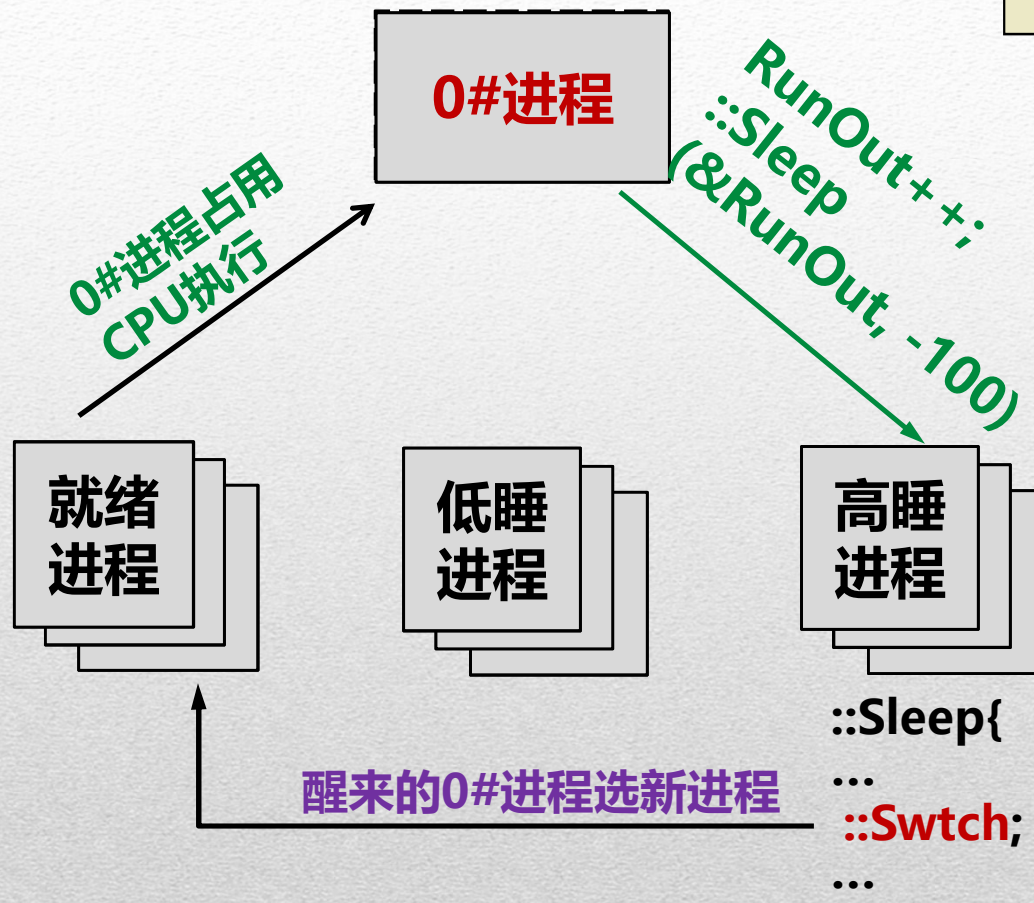 0#进程
RunOut++;
::Sleep
(&RunOut, -100)
0#进程占用
CPU执行
就绪
进程
低睡
进程
高睡
进程
::Sleep{
...
醒来的0#进程选新进程
::Swtch;
...